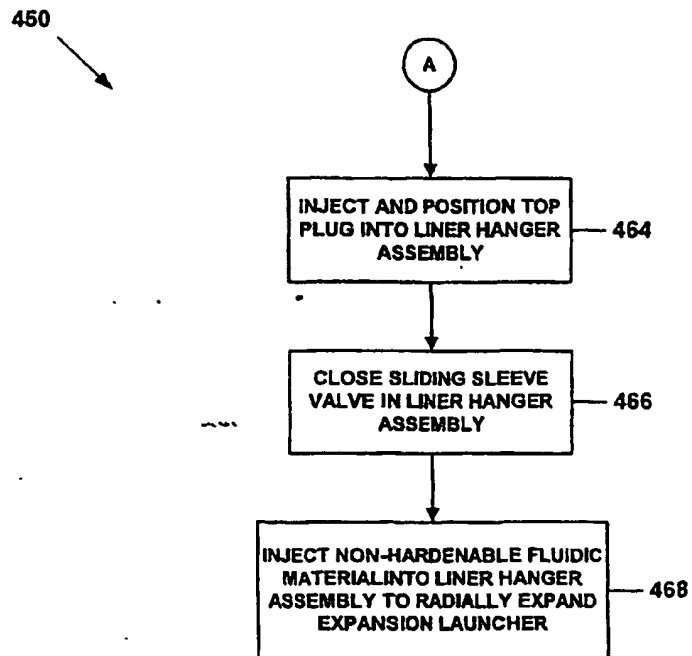 450
A
INJECT AND POSITION TOP
PLUG INTO LINER HANGER
ASSEMBLY
464
CLOSE SLIDING SLEEVE
VALVE IN LINER HANGER
ASSEMBLY
466
INJECT NON-HARDENABLE FLUIDIC
MATERIALINTO LINER HANGER
ASSEMBLY TO RADIALLY EXPAND
EXPANSION LAUNCHER
468